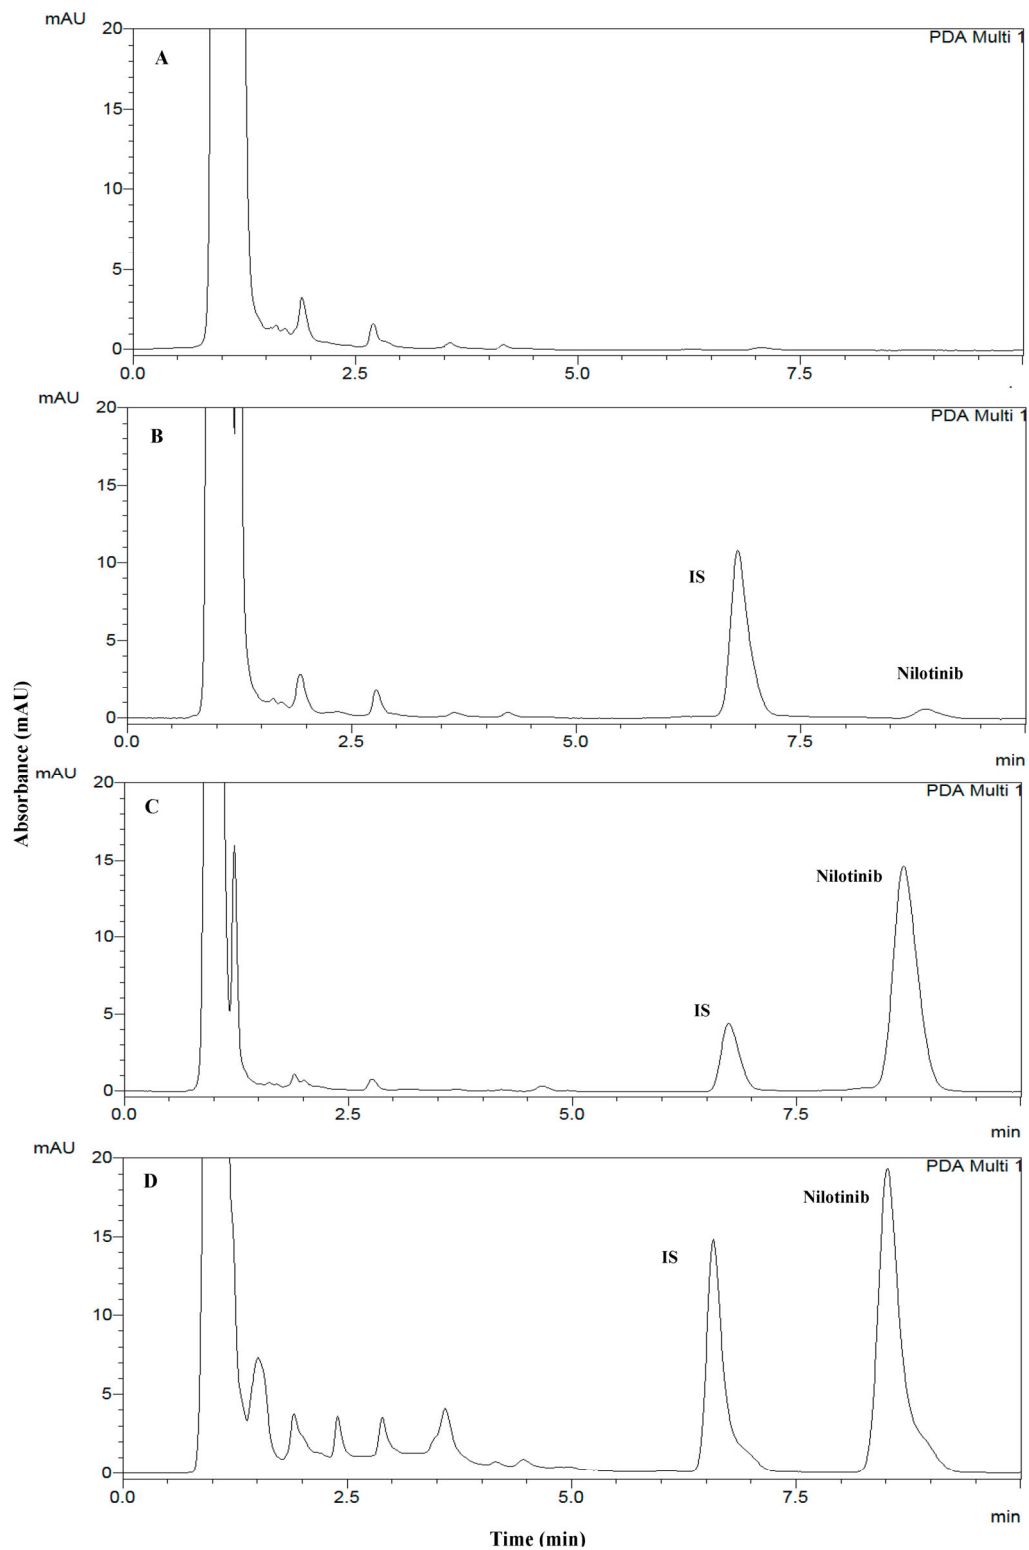 mAU
PDA Multi 1
A
20
15
10
5
0
0.0 2.5 5.0 7.5
mAU
PDA Multi 1
B
20
15
10
5
0
IS
Nilotinib
0.0 2.5 5.0 7.5
min
Absorbance (mAU)
mAU
PDA Multi 1
C
20
15
10
5
0
Nilotinib
IS
0.0 2.5 5.0 7.5
min
mAU
PDA Multi 1
D
20
15
10
5
0
Nilotinib
IS
0.0 2.5 5.0 7.5
min
Time (min)